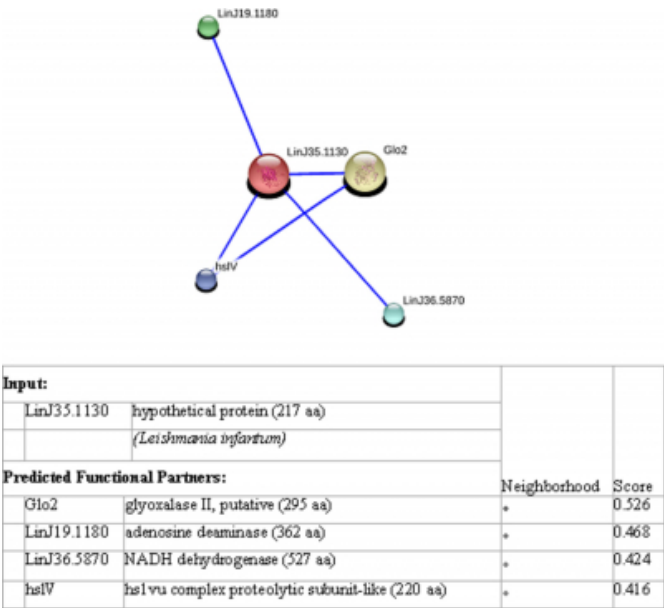 LinJ19.1180
LinJ35.1130
Glo2
hslV
LinJ36.5870
Input:
LinJ35.1130 hypothetical protein (217 aa)
(Leishmania infantum)
Predicted Functional Partners: Neighborhood Score
Glo2 glyoxalase II, putative (295 aa) • 0.526
LinJ19.1180 adenosine deaminase (362 aa) • 0.468
LinJ36.5870 NADH dehydrogenase (527 aa) • 0.424
hslV hslvu complex proteolytic subunit-like (220 aa) • 0.416